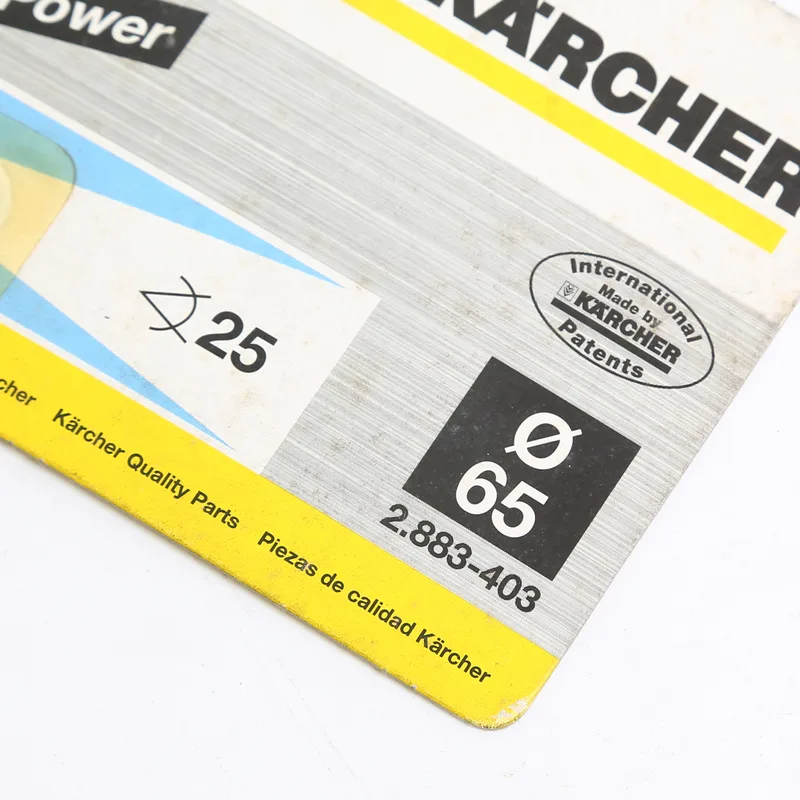 Power
KÄRCHER
International
Made by
KÄRCHER
Patents
25
Ø
65
2.883-403
Kärcher Quality Parts
Piezas de calidad Kärcher